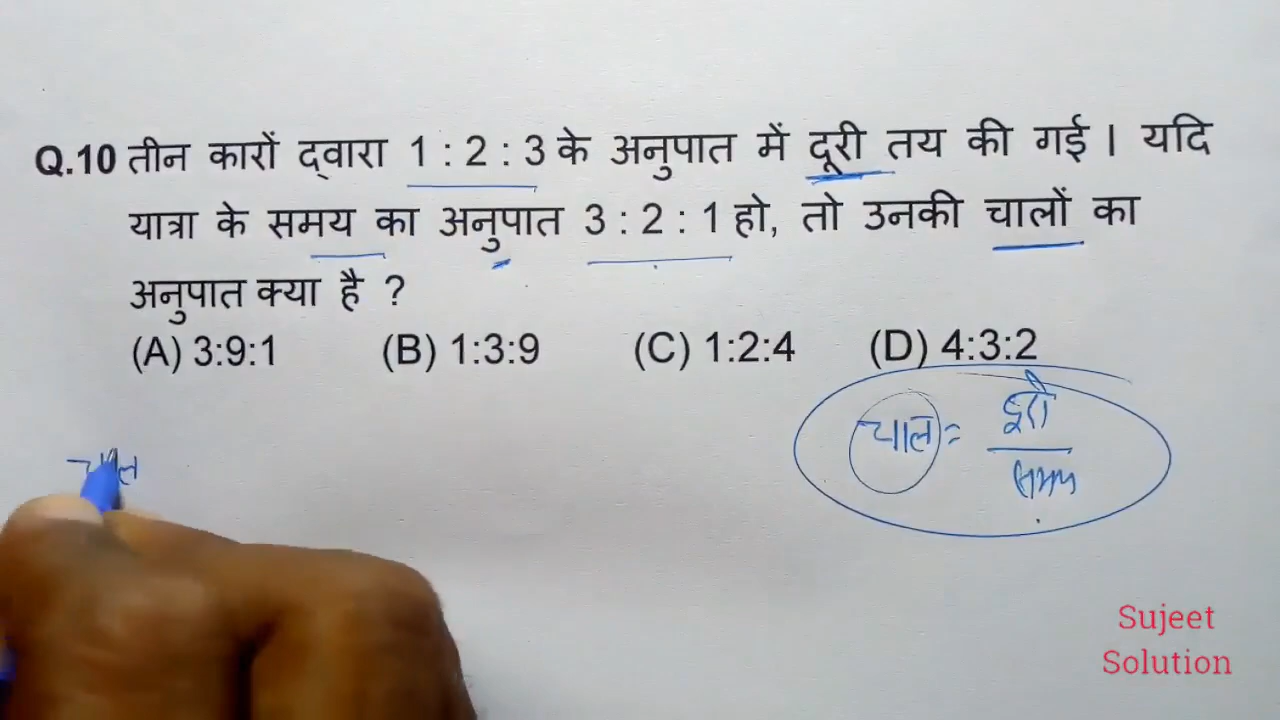 Q.10 तीन कारों द्वारा 1 : 2 : 3 के अनुपात में दूरी तय की गई । यदि
यात्रा के समय का अनुपात 3 : 2 : 1 हो, तो उनकी चालों का
अनुपात क्या है ?
(A) 3:9:1 (B) 1:3:9 (C) 1:2:4 (D) 4:3:2
चाल = दूरी
समय
चाल
Sujeet
Solution